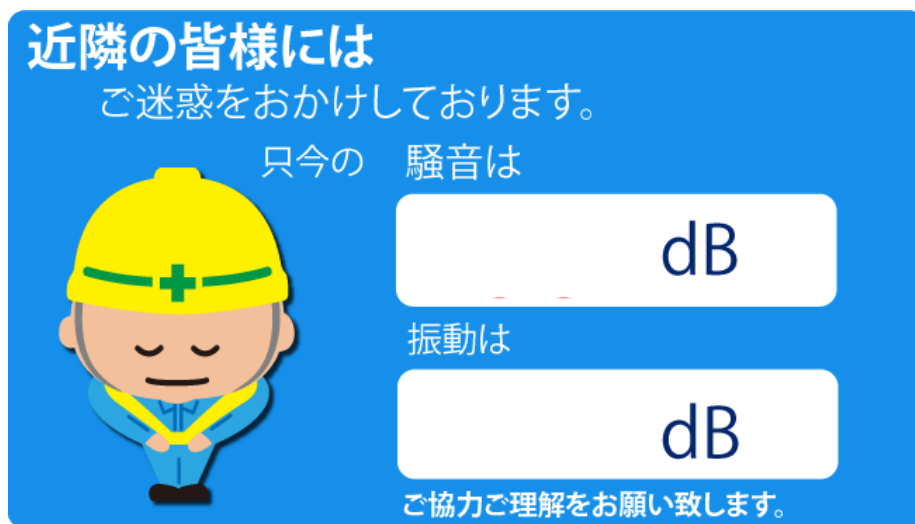 近隣の皆様には
ご迷惑をおかけしております。
只今の 騒音は
dB
振動は
dB
ご協力ご理解をお願い致します。